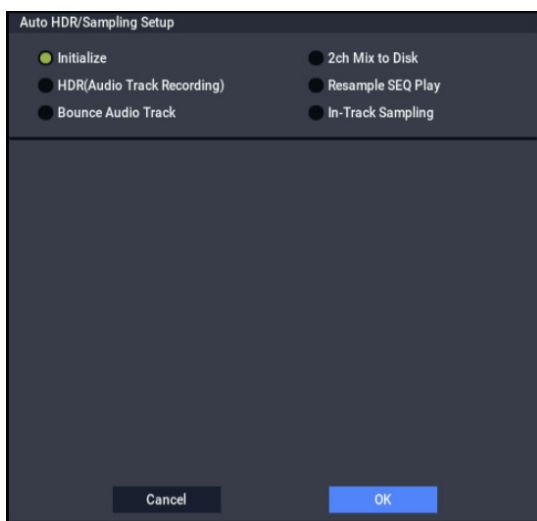 Auto HDR/Sampling Setup
Initialize
2ch Mix to Disk
HDR(Audio Track Recording)
Resample SEQ Play
Bounce Audio Track
In-Track Sampling
Cancel
OK